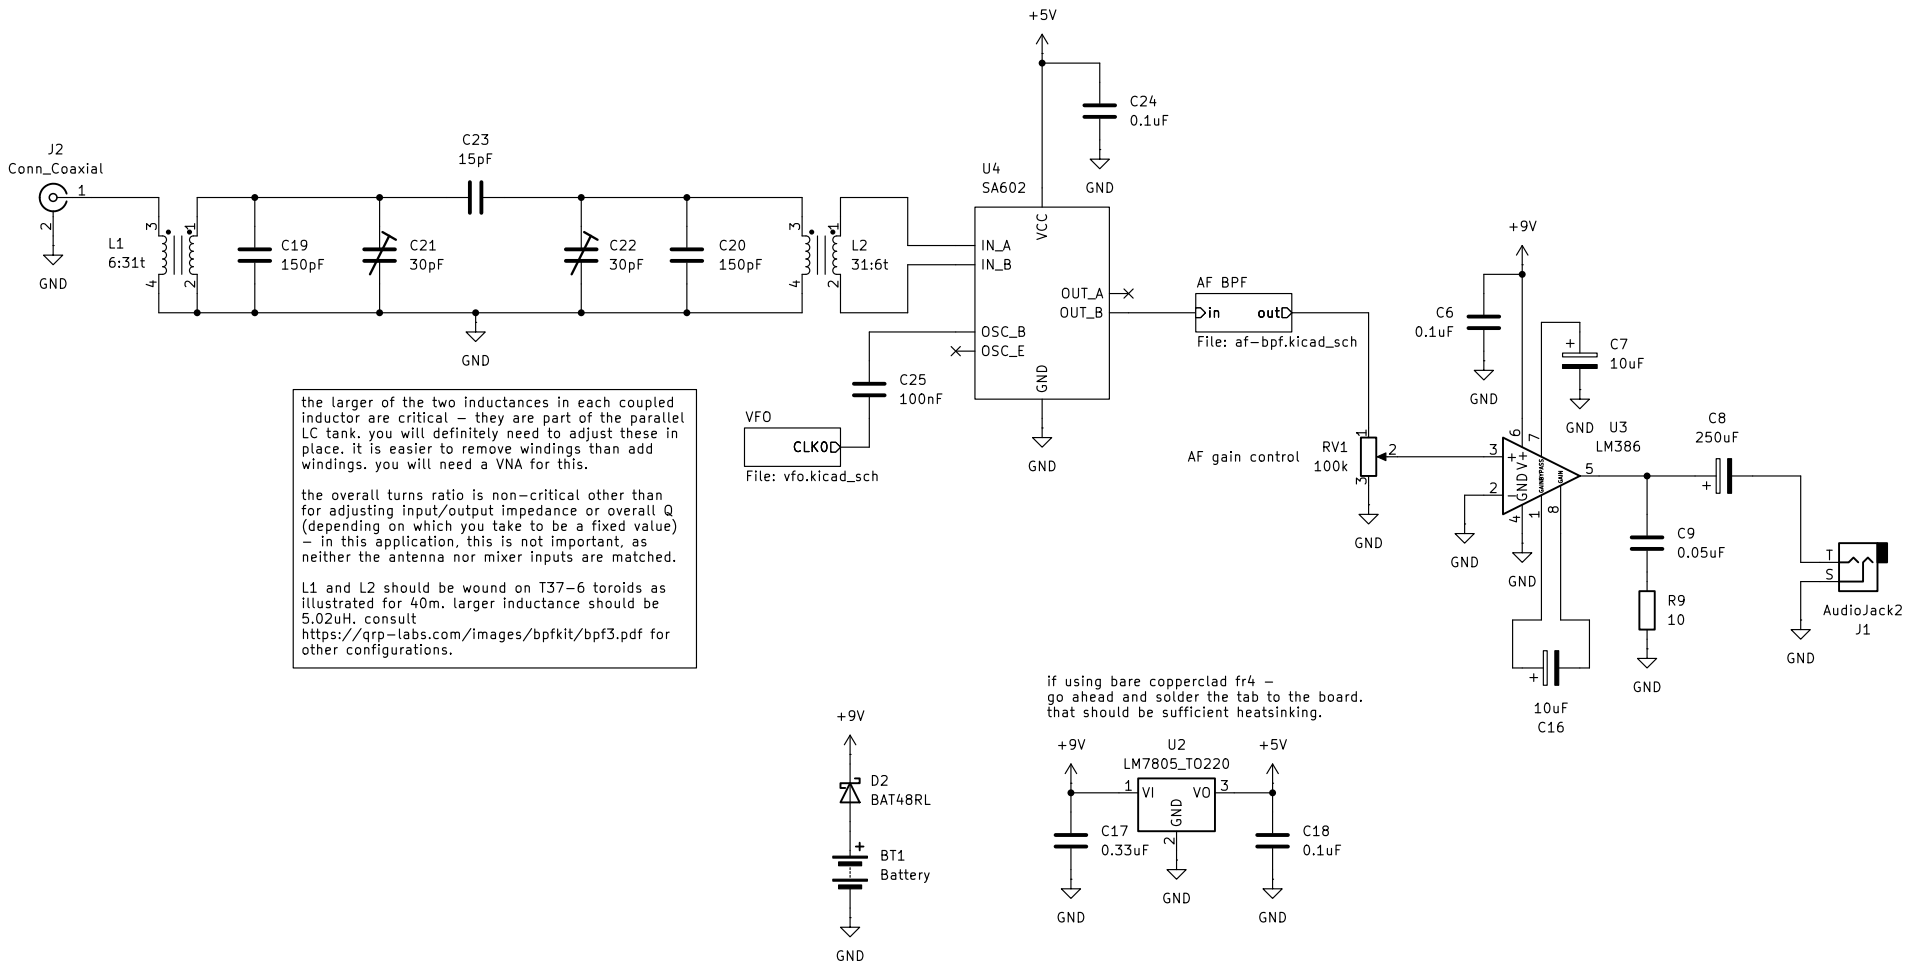 +5V
C24
0.1uF
GND
J2
Conn_Coaxial
1
2
GND
C23
15pF
L1
6:31t
3
1
4
2
C19
150pF
C21
30pF
C22
30pF
C20
150pF
3
1
4
2
L2
31:6t
GND
U4
SA602
VCC
IN_A
IN_B
OUT_A
OUT_B
OSC_B
OSC_E
GND
GND
C25
100nF
VFO
CLK0
File: vfo.kicad_sch
AF BPF
in
out
File: af-bpf.kicad_sch
the larger of the two inductances in each coupled
inductor are critical – they are part of the parallel
LC tank. you will definitely need to adjust these in
place. it is easier to remove windings than add
windings. you will need a VNA for this.
the overall turns ratio is non-critical other than
for adjusting input/output impedance or overall Q
(depending on which you take to be a fixed value)
– in this application, this is not important, as
neither the antenna nor mixer inputs are matched.
L1 and L2 should be wound on T37-6 toroids as
illustrated for 40m. larger inductance should be
5.02uH. consult
https://qrp-labs.com/images/bpfkit/bpf3.pdf for
other configurations.
AF gain control
RV1
100k
1
2
3
GND
+9V
C6
0.1uF
GND
+
C7
10uF
GND
U3
LM386
6
7
3
+
V+
2
–
GND
GAINBYPASS
GAIN
5
4
1
8
GND
GND
C8
250uF
+
C9
0.05uF
R9
10
GND
T
S
AudioJack2
J1
GND
+
10uF
C16
if using bare copperclad fr4 –
go ahead and solder the tab to the board.
that should be sufficient heatsinking.
+9V
D2
BAT48RL
+
BT1
Battery
GND
+9V
U2
LM7805_TO220
+5V
1
VI
VO
3
GND
2
C17
0.33uF
C18
0.1uF
GND
GND
GND